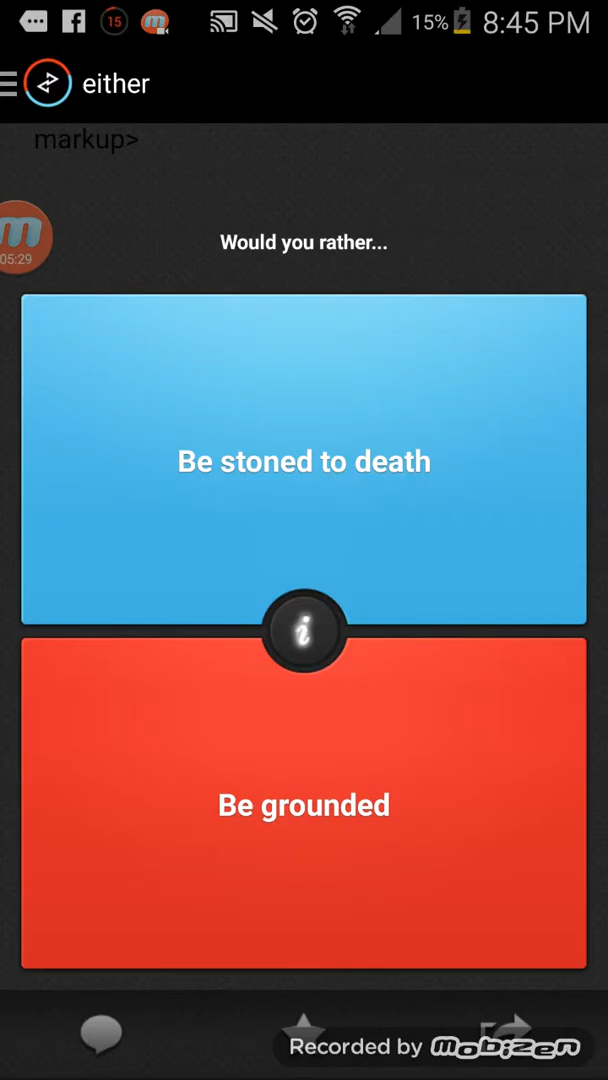 15
15%
8:45 PM
either
markup>
m
05:29
Would you rather...
Be stoned to death
i
Be grounded
Recorded by mobizen